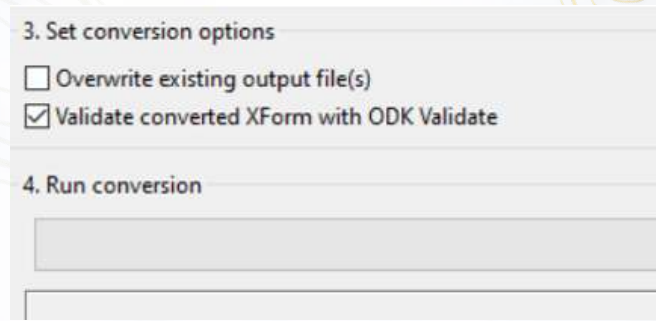 3. Set conversion options
Overwrite existing output file(s)
Validate converted XForm with ODK Validate
4. Run conversion